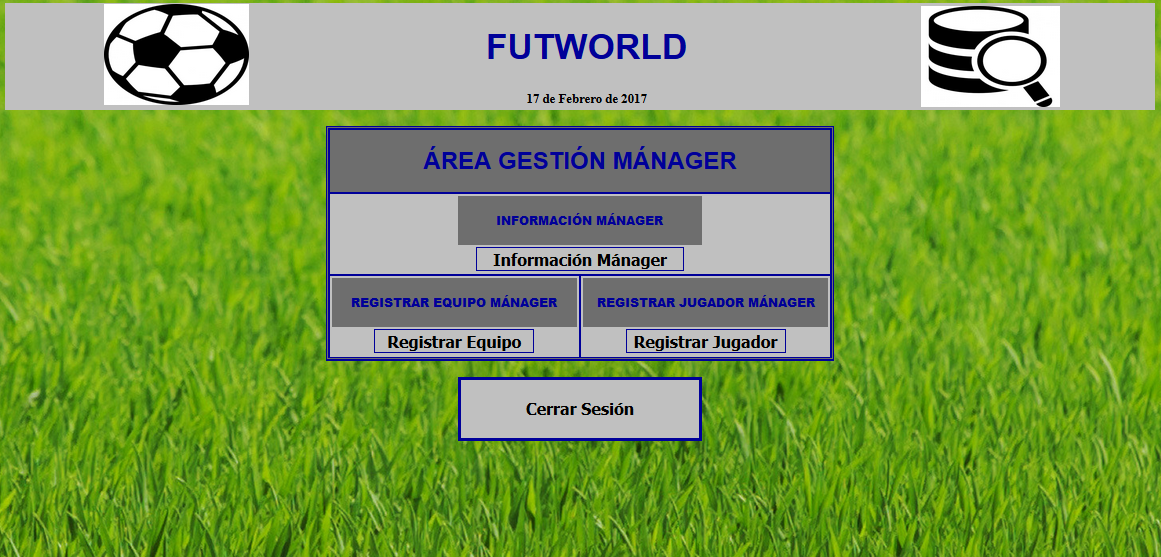 FUTWORLD
17 de Febrero de 2017
ÁREA GESTIÓN MÁNAGER
INFORMACIÓN MÁNAGER
Información Mánager
REGISTRAR EQUIPO MÁNAGER
REGISTRAR JUGADOR MÁNAGER
Registrar Equipo
Registrar Jugador
Cerrar Sesión